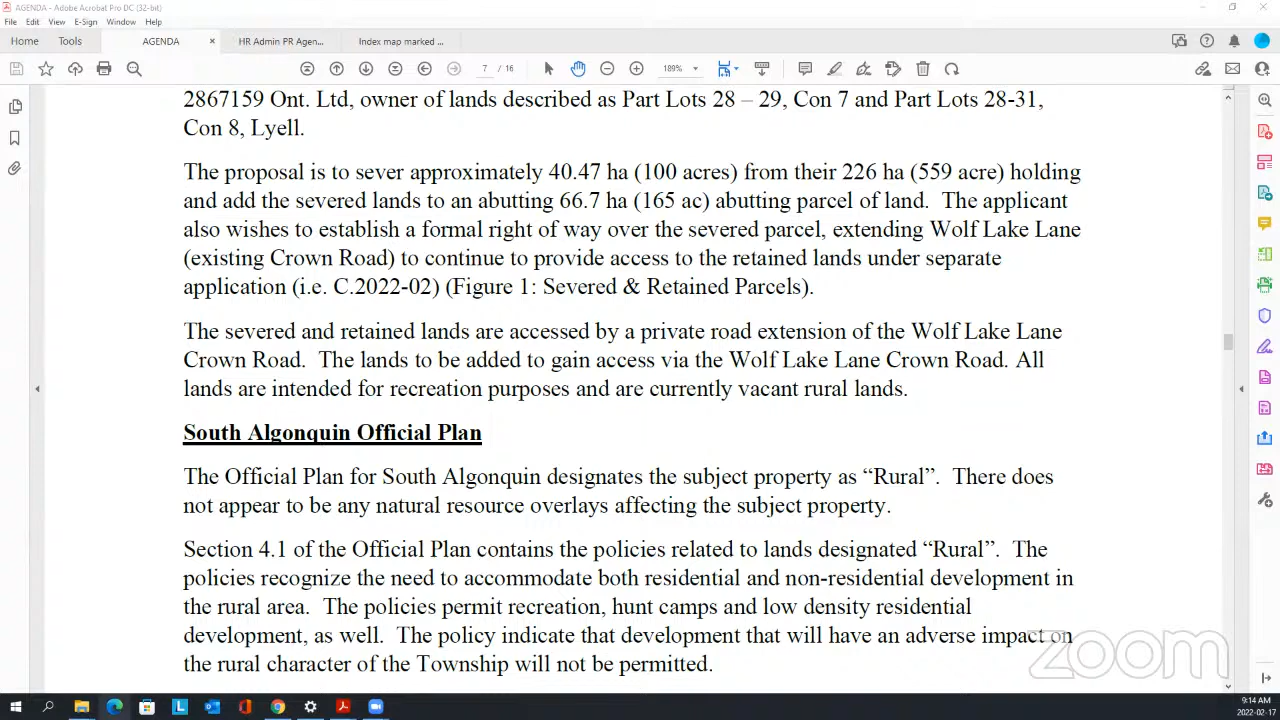 AGENDA - Adobe Acrobat Pro DC (32-bit)
File Edit View E-Sign Window Help
Home Tools AGENDA × HR Admin PR Agen... Index map marked ...
7 / 16 189%
2867159 Ont. Ltd, owner of lands described as Part Lots 28 – 29, Con 7 and Part Lots 28-31,
Con 8, Lyell.
The proposal is to sever approximately 40.47 ha (100 acres) from their 226 ha (559 acre) holding
and add the severed lands to an abutting 66.7 ha (165 ac) abutting parcel of land. The applicant
also wishes to establish a formal right of way over the severed parcel, extending Wolf Lake Lane
(existing Crown Road) to continue to provide access to the retained lands under separate
application (i.e. C.2022-02) (Figure 1: Severed & Retained Parcels).
The severed and retained lands are accessed by a private road extension of the Wolf Lake Lane
Crown Road. The lands to be added to gain access via the Wolf Lake Lane Crown Road. All
lands are intended for recreation purposes and are currently vacant rural lands.
South Algonquin Official Plan
The Official Plan for South Algonquin designates the subject property as “Rural”. There does
not appear to be any natural resource overlays affecting the subject property.
Section 4.1 of the Official Plan contains the policies related to lands designated “Rural”. The
policies recognize the need to accommodate both residential and non-residential development in
the rural area. The policies permit recreation, hunt camps and low density residential
development, as well. The policy indicate that development that will have an adverse impact on
the rural character of the Township will not be permitted.
zoom
9:14 AM
2022-02-17